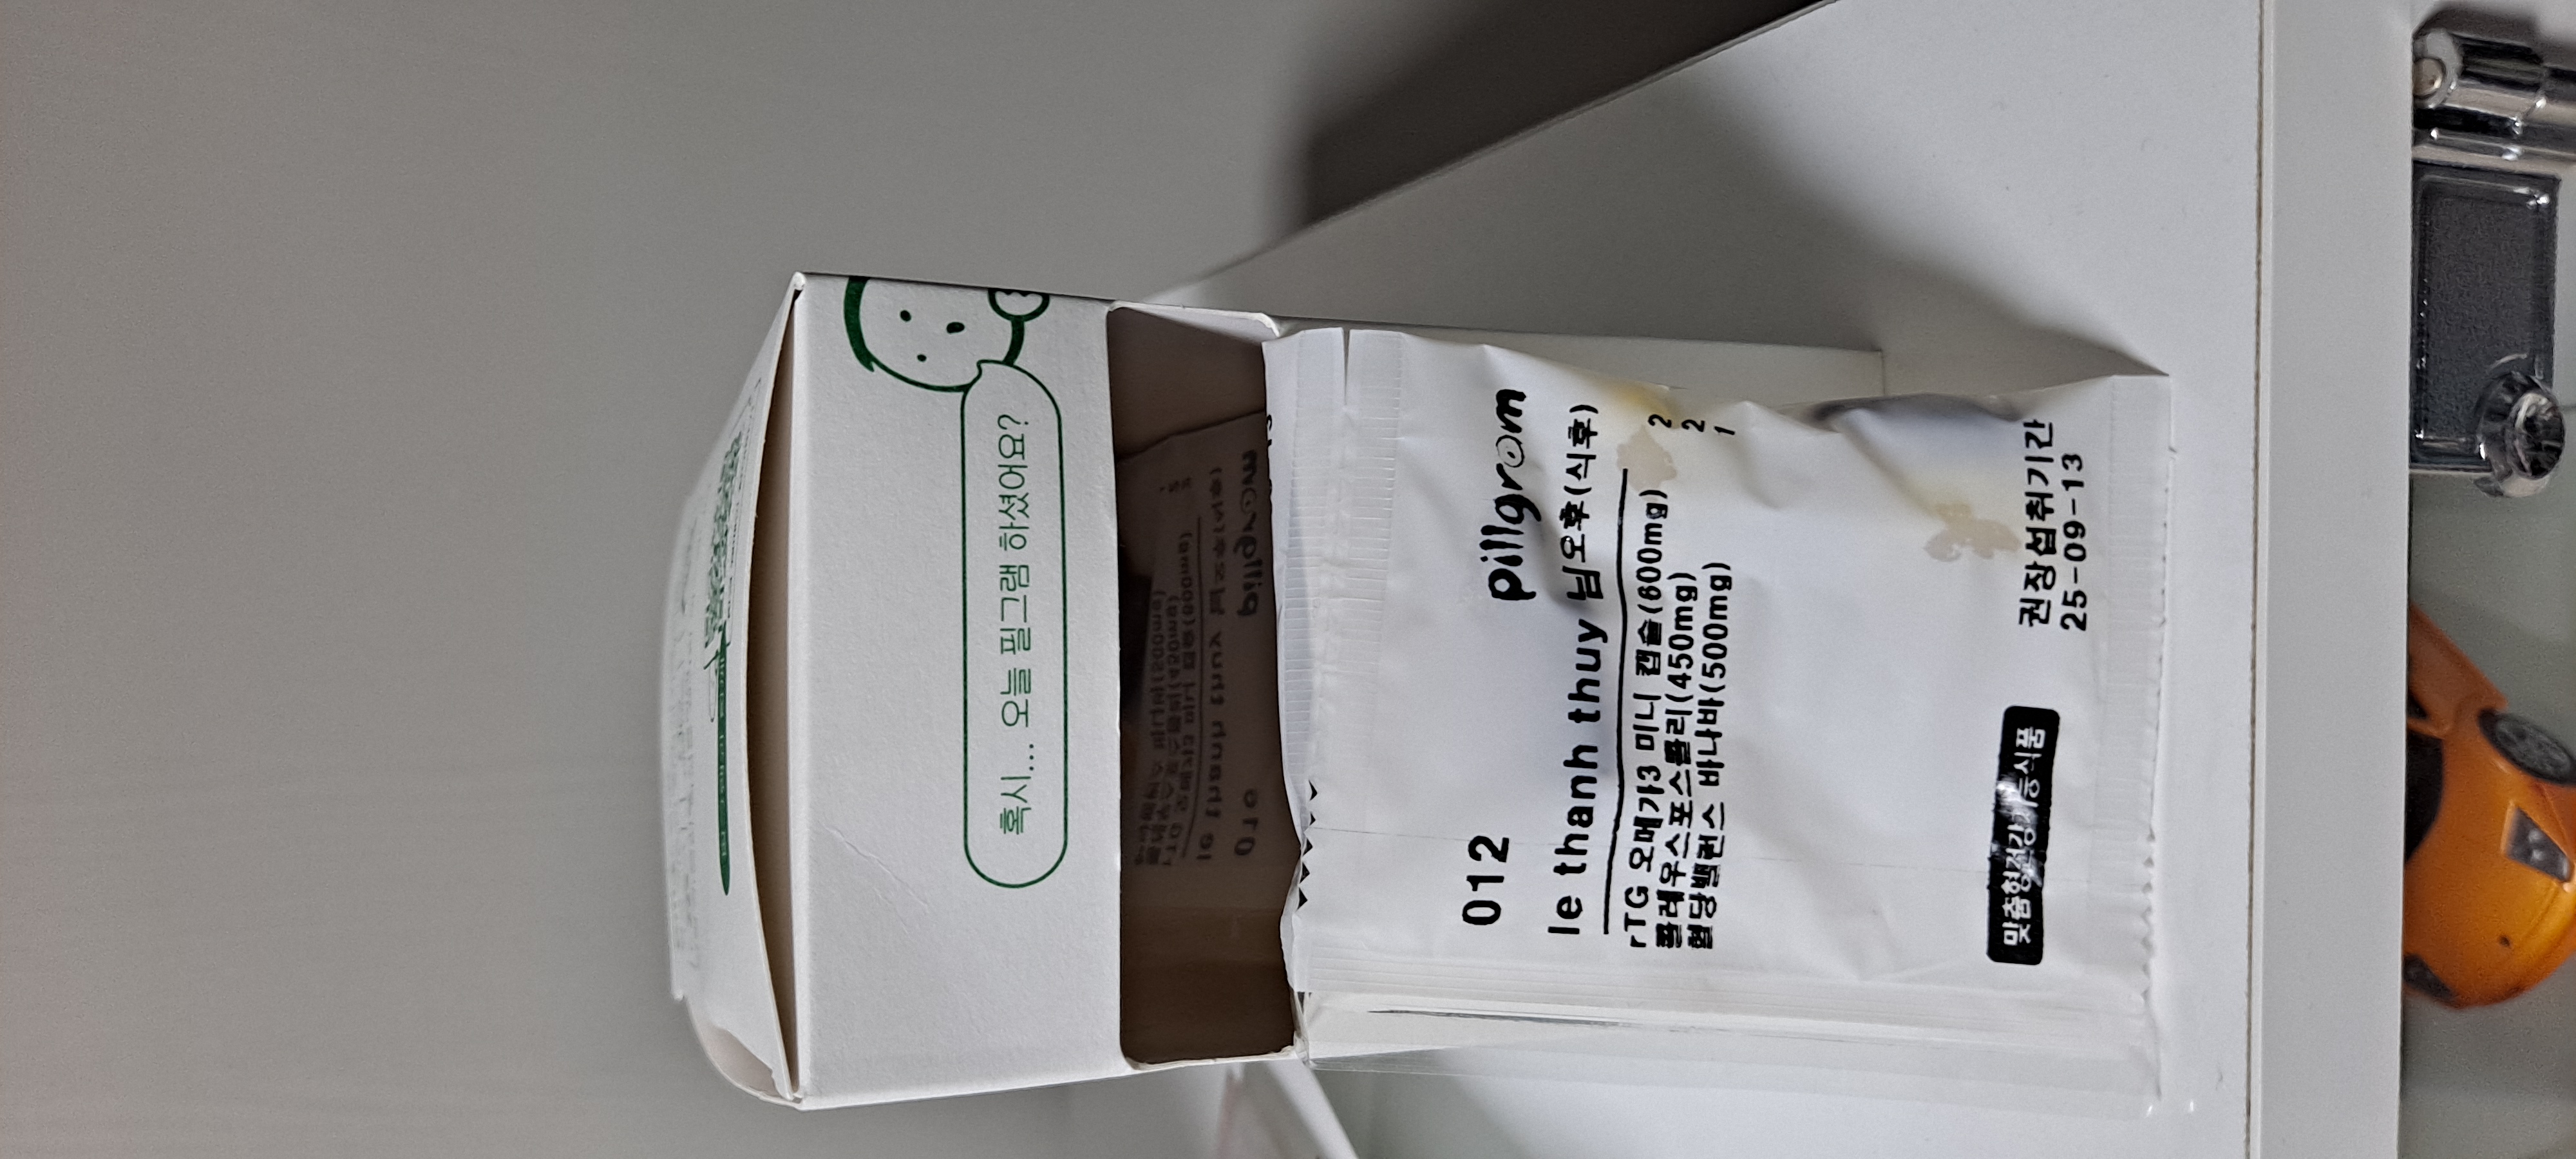 혹시... 오늘 필그램 하셨어요?
012 pillgram
le thanh thuy 님오후(식후)
rTG 오메가3 미니 캡슐(600mg) 2
콜레우스포스콜리(450mg) 2
혈당밸런스 바나바(500mg) 1
맞춤형건강기능식품
권장섭취기간
25-09-13